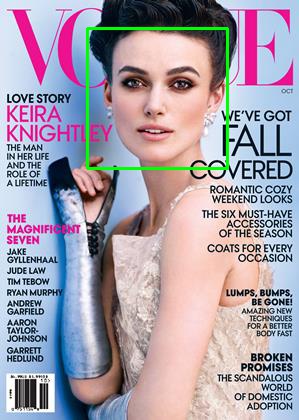 VOGUE
OCT
LOVE STORY
KEIRA
KNIGHTLEY
THE MAN
IN HER LIFE
AND THE
ROLE OF
A LIFETIME
WE'VE GOT
FALL
COVERED
ROMANTIC COZY
WEEKEND LOOKS
THE SIX MUST-HAVE
ACCESSORIES
OF THE SEASON
COATS FOR EVERY
OCCASION
THE
MAGNIFICENT
SEVEN
JAKE
GYLLENHAAL
JUDE LAW
TIM TEBOW
RYAN MURPHY
ANDREW
GARFIELD
AARON
TAYLOR-
JOHNSON
GARRETT
HEDLUND
LUMPS, BUMPS,
BE GONE!
AMAZING NEW
TECHNIQUES
FOR A BETTER
BODY FAST
BROKEN
PROMISES
THE SCANDALOUS
WORLD
OF DOMESTIC
ADOPTION